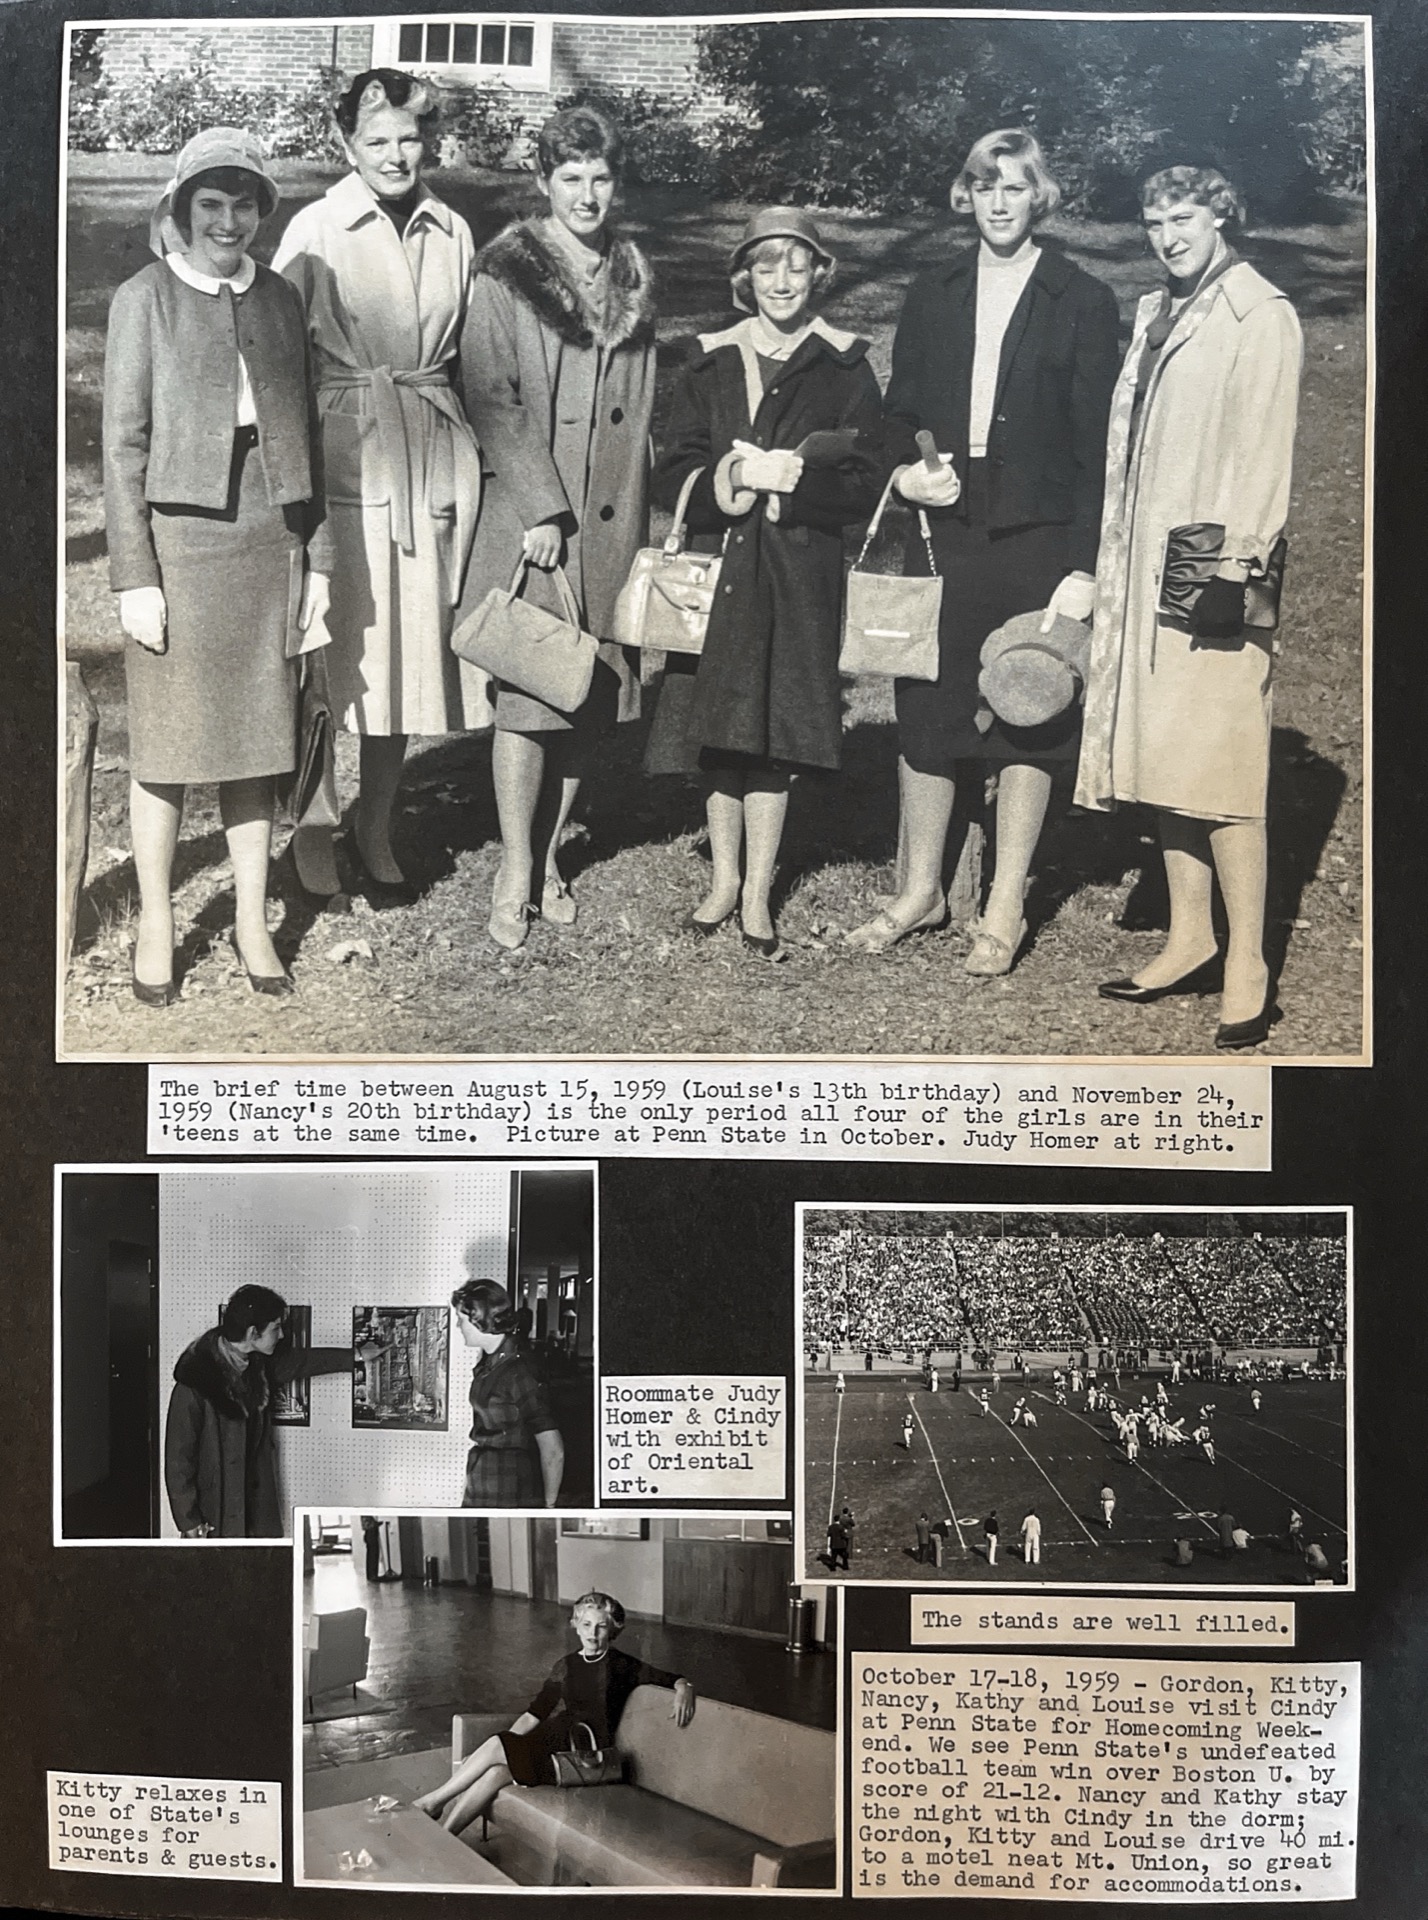 The brief time between August 15, 1959 (Louise's 13th birthday) and November 24,
1959 (Nancy's 20th birthday) is the only period all four of the girls are in their
'teens at the same time. Picture at Penn State in October. Judy Homer at right.
Roommate Judy
Homer & Cindy
with exhibit
of Oriental
art.
The stands are well filled.
Kitty relaxes in
one of State's
lounges for
parents & guests.
October 17-18, 1959 - Gordon, Kitty,
Nancy, Kathy and Louise visit Cindy
at Penn State for Homecoming Week-
end. We see Penn State's undefeated
football team win over Boston U. by
score of 21-12. Nancy and Kathy stay
the night with Cindy in the dorm;
Gordon, Kitty and Louise drive 40 mi.
to a motel neat Mt. Union, so great
is the demand for accommodations.